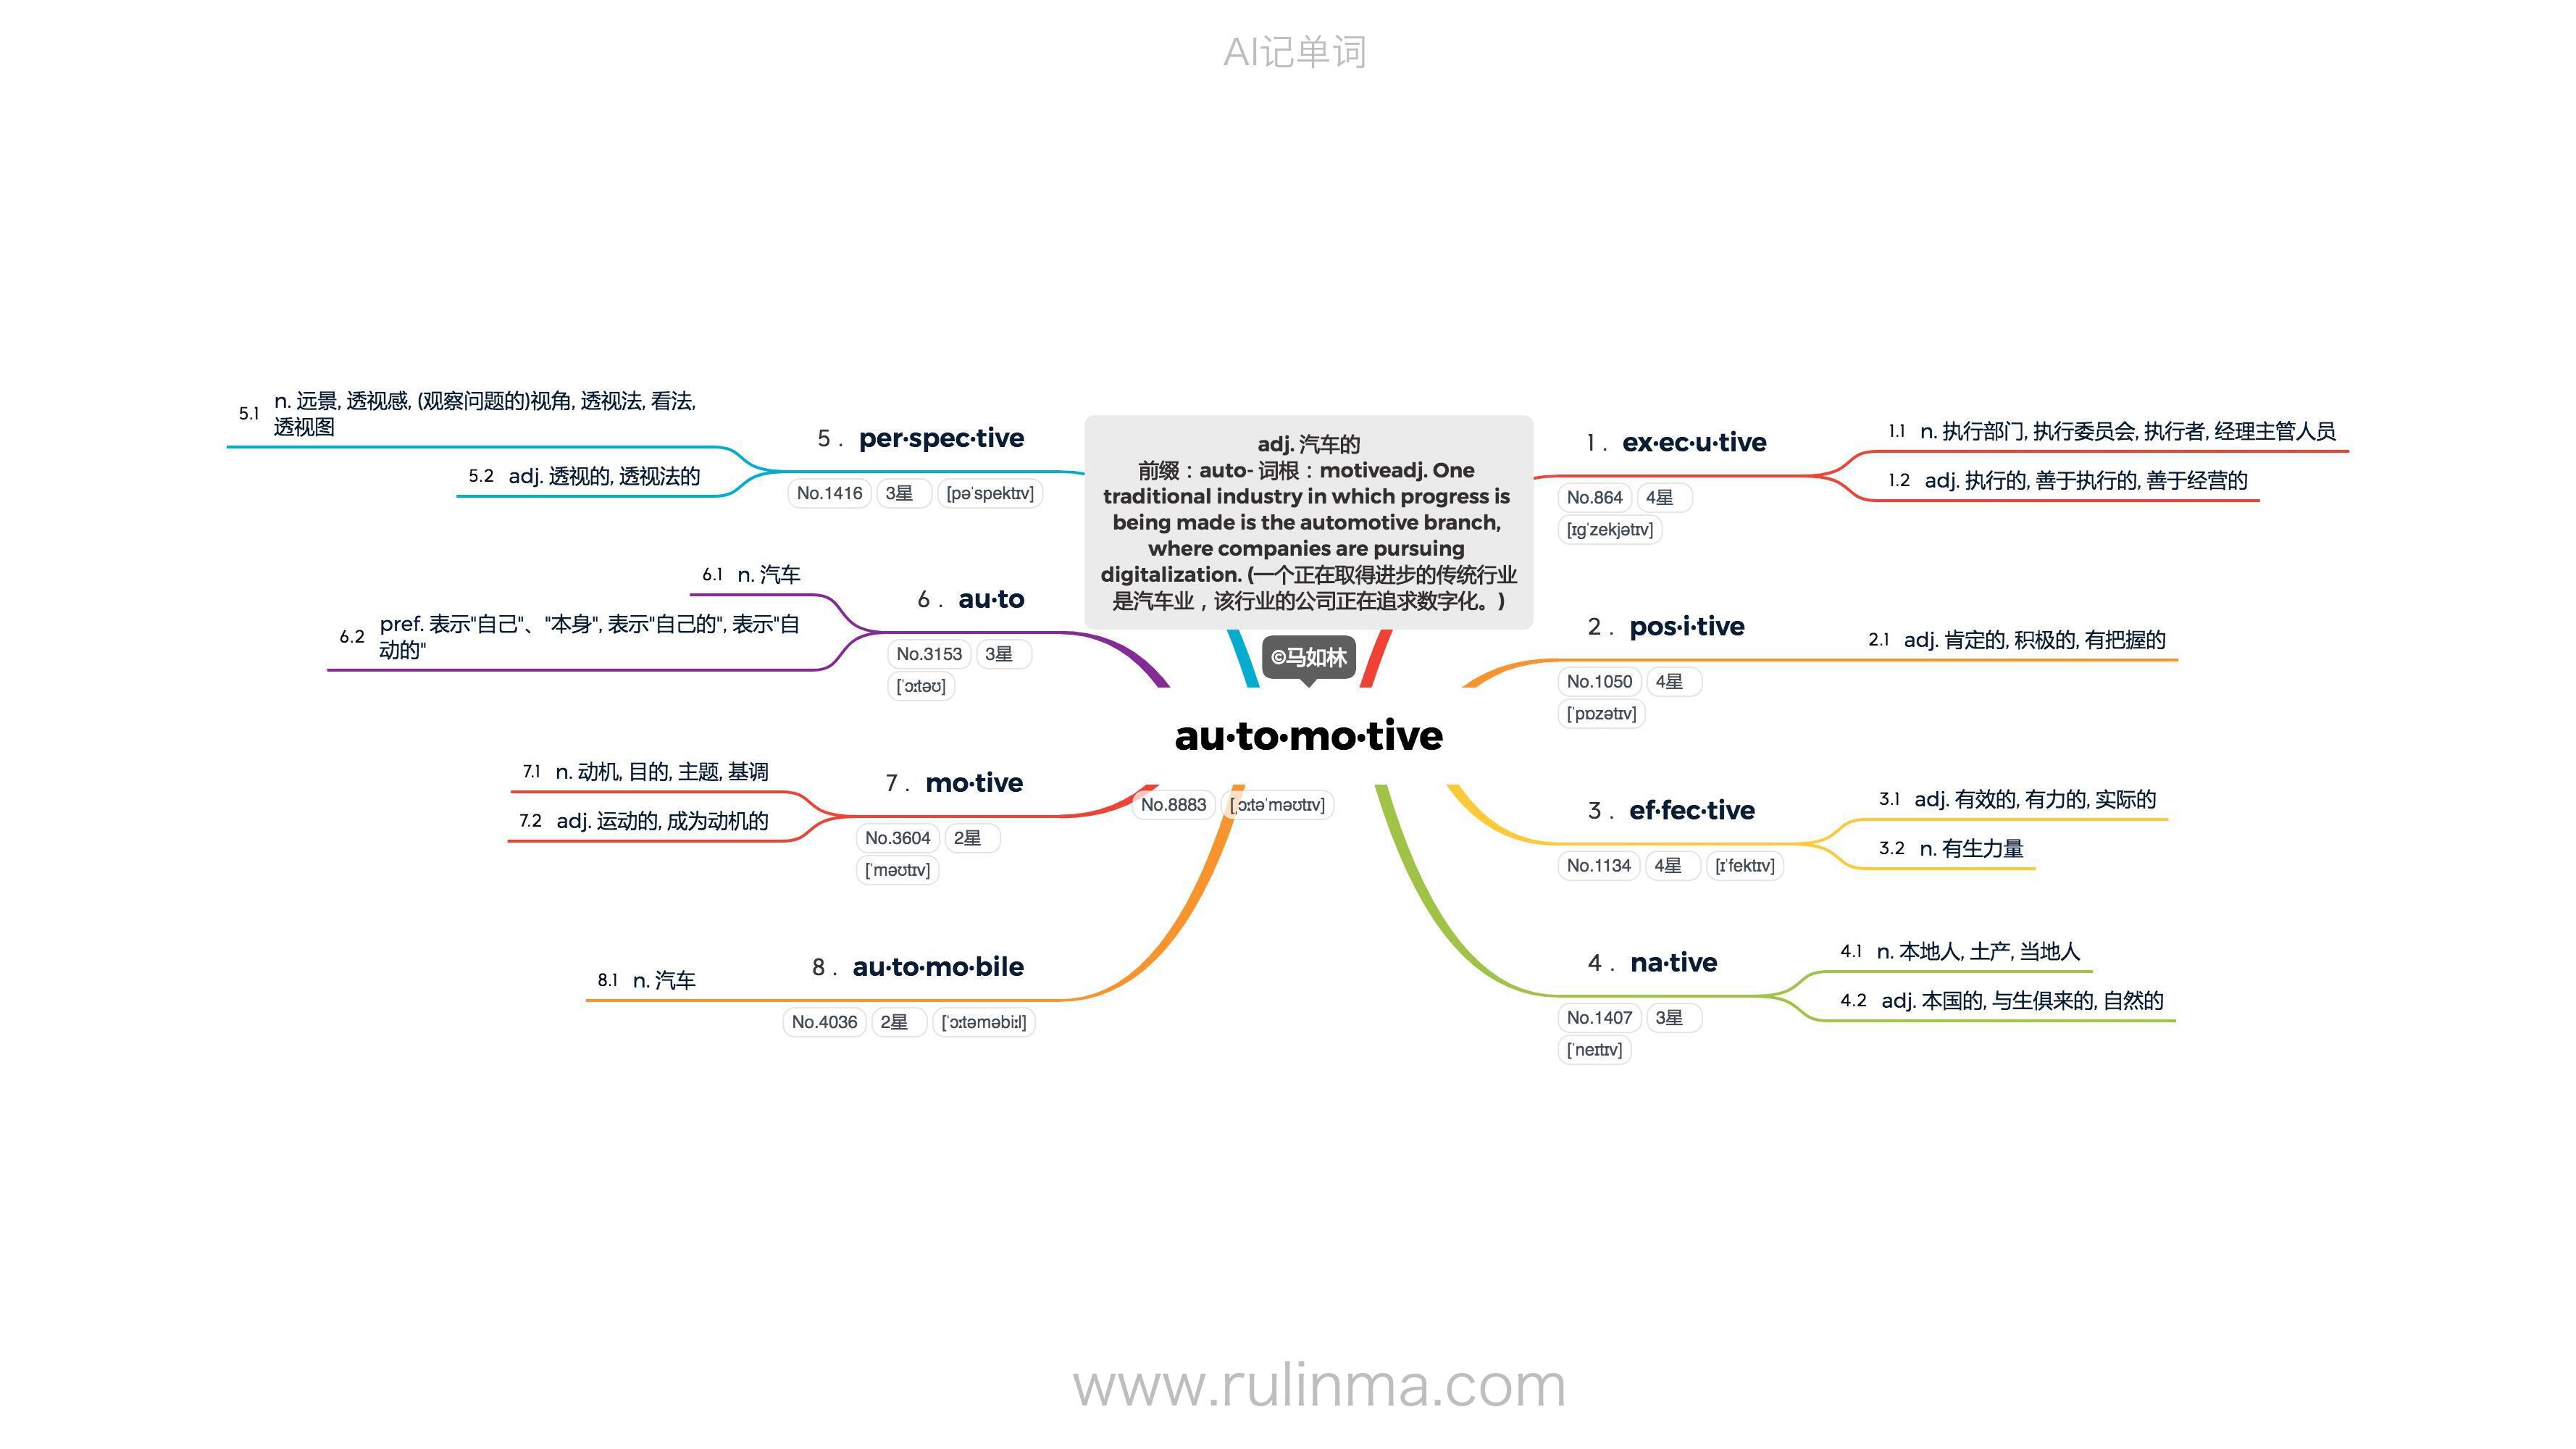 AI记单词
adj. 汽车的
前缀：auto- 词根：motiveadj. One
traditional industry in which progress is
being made is the automotive branch,
where companies are pursuing
digitalization. (一个正在取得进步的传统行业
是汽车业，该行业的公司正在追求数字化。)
©马如林
au·to·mo·tive
No.8883 [ˌɔːtəˈməʊtɪv]
1. ex·ec·u·tive
No.864 4星
[ɪɡˈzekjətɪv]
1.1 n. 执行部门, 执行委员会, 执行者, 经理主管人员
1.2 adj. 执行的, 善于执行的, 善于经营的
2. pos·i·tive
No.1050 4星
[ˈpɒzətɪv]
2.1 adj. 肯定的, 积极的, 有把握的
3. ef·fec·tive
No.1134 4星 [ɪˈfektɪv]
3.1 adj. 有效的, 有力的, 实际的
3.2 n. 有生力量
4. na·tive
No.1407 3星
[ˈneɪtɪv]
4.1 n. 本地人, 土产, 当地人
4.2 adj. 本国的, 与生俱来的, 自然的
5. per·spec·tive
No.1416 3星 [pəˈspektɪv]
5.1 n. 远景, 透视感, (观察问题的)视角, 透视法, 看法,
透视图
5.2 adj. 透视的, 透视法的
6. au·to
No.3153 3星
[ˈɔːtəʊ]
6.1 n. 汽车
6.2 pref. 表示"自己"、"本身", 表示"自己的", 表示"自
动的"
7. mo·tive
No.3604 2星
[ˈməʊtɪv]
7.1 n. 动机, 目的, 主题, 基调
7.2 adj. 运动的, 成为动机的
8. au·to·mo·bile
No.4036 2星 [ˈɔːtəməbiːl]
8.1 n. 汽车
www.rulinma.com